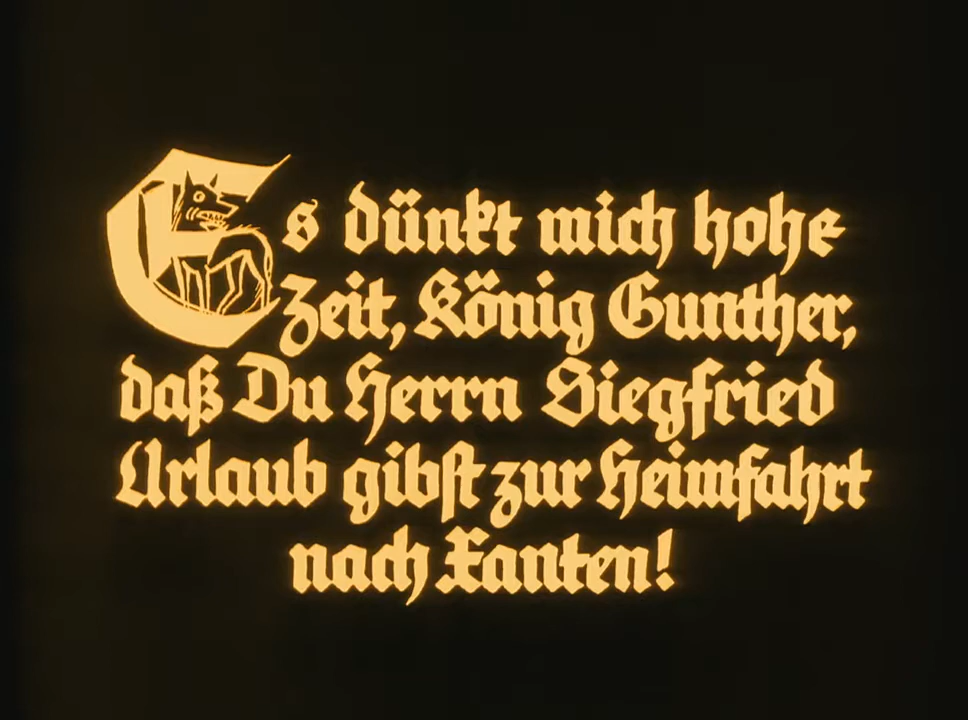 Es dünkt mich hohe
Zeit, König Gunther,
daß Du Herrn Siegfried
Urlaub gibst zur Heimfahrt
nach Xanten!